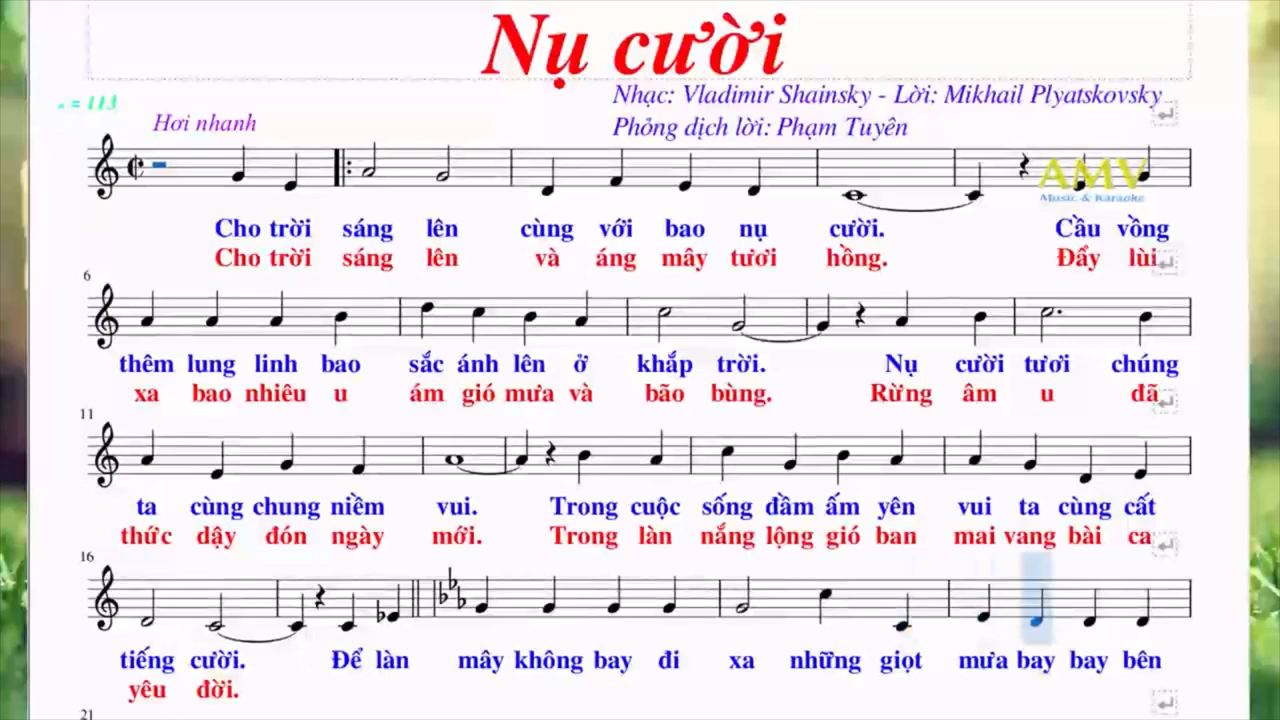 Nụ cười
= 113
Nhạc: Vladimir Shainsky - Lời: Mikhail Plyatskovsky
Hơi nhanh
Phỏng dịch lời: Phạm Tuyên
AMV
Music & Karaoke
Cho trời sáng lên cùng với bao nụ cười. Cầu vồng
Cho trời sáng lên và áng mây tươi hồng. Đẩy lùi
6
thêm lung linh bao sắc ánh lên ở khắp trời. Nụ cười tươi chúng
xa bao nhiêu u ám gió mưa và bão bùng. Rừng âm u đã
11
ta cùng chung niềm vui. Trong cuộc sống đầm ấm yên vui ta cùng cất
thức dậy đón ngày mới. Trong làn nắng lộng gió ban mai vang bài ca
16
tiếng cười. Để làn mây không bay đi xa những giọt mưa bay bay bên
yêu đời.
21